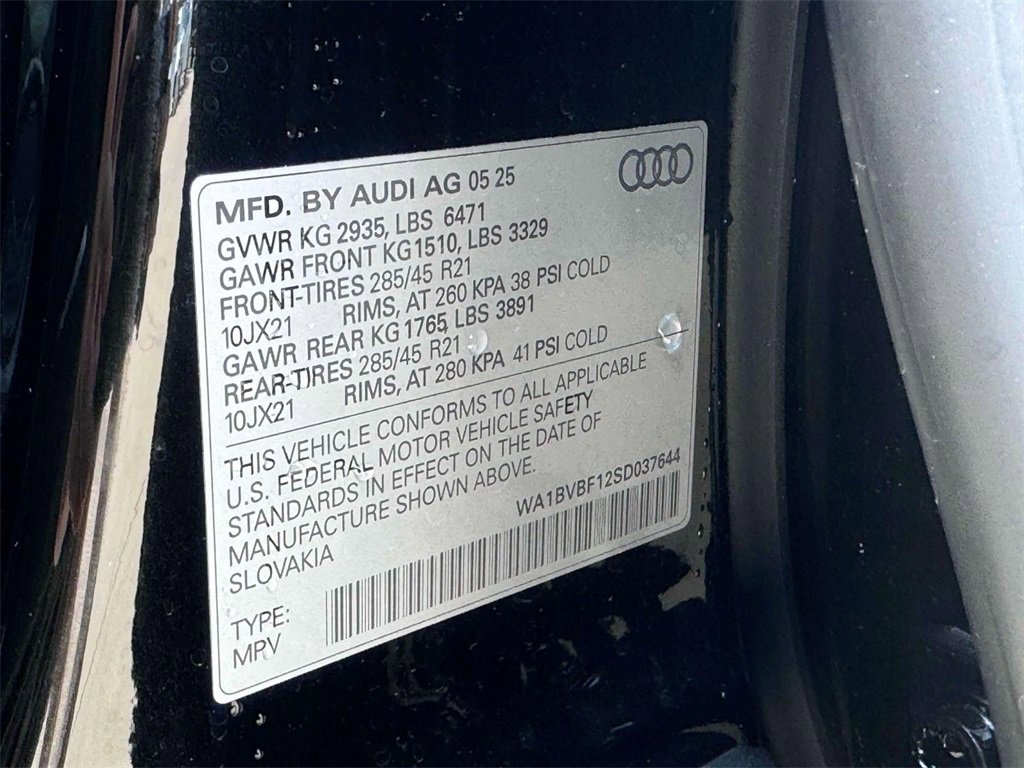 MFD. BY AUDI AG 05 25
GVWR KG 2935, LBS 6471
GAWR FRONT KG 1510, LBS 3329
FRONT-TIRES 285/45 R21
10JX21 RIMS, AT 260 KPA 38 PSI COLD
GAWR REAR KG 1765, LBS 3891
REAR-TIRES 285/45 R21
10JX21 RIMS, AT 280 KPA 41 PSI COLD
THIS VEHICLE CONFORMS TO ALL APPLICABLE
U.S. FEDERAL MOTOR VEHICLE SAFETY
STANDARDS IN EFFECT ON THE DATE OF
MANUFACTURE SHOWN ABOVE.
SLOVAKIA
WA1BVBF12SD037644
TYPE:
MPV